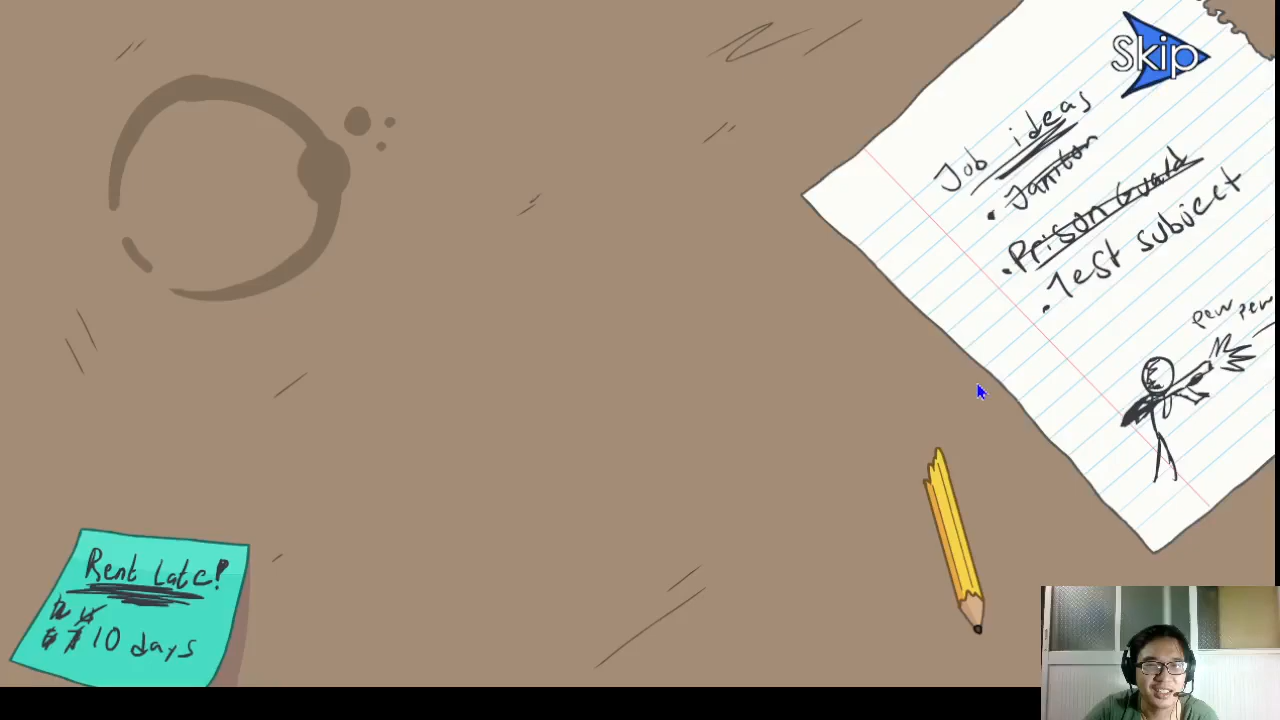 Skip
Job ideas
• Janitor
• Prison Guard
• Test subject
pew pew
Rent Late!
10 days